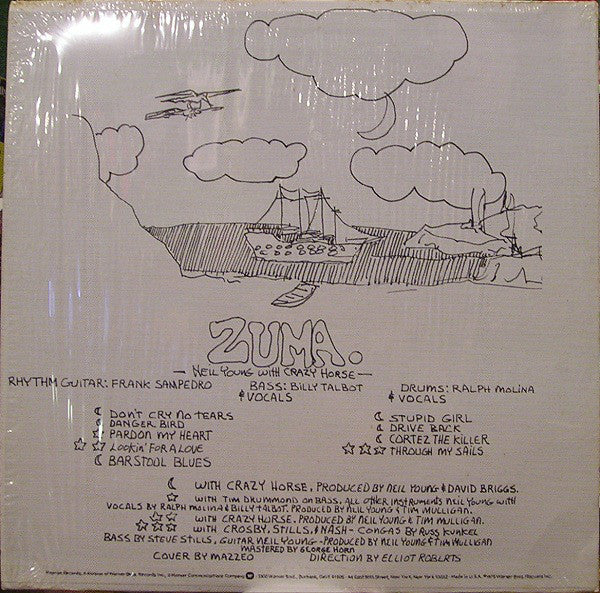 ZUMA.
— NEIL YOUNG WITH CRAZY HORSE —
RHYTHM GUITAR: FRANK SAMPEDRO
BASS: BILLY TALBOT
& VOCALS
DRUMS: RALPH MOLINA
& VOCALS
DON'T CRY NO TEARS
DANGER BIRD
PARDON MY HEART
LOOKIN' FOR A LOVE
BARSTOOL BLUES
STUPID GIRL
DRIVE BACK
CORTEZ THE KILLER
THROUGH MY SAILS
WITH CRAZY HORSE, PRODUCED BY NEIL YOUNG & DAVID BRIGGS.
WITH TIM DRUMMOND ON BASS. ALL OTHER INSTRUMENTS NEIL YOUNG WITH
VOCALS BY RALPH MOLINA & BILLY TALBOT. PRODUCED BY NEIL YOUNG & TIM MULLIGAN.
WITH CRAZY HORSE. PRODUCED BY NEIL YOUNG & TIM MULLIGAN.
WITH CROSBY, STILLS, & NASH - CONGAS BY RUSS KUNKEL
BASS BY STEVE STILLS, GUITAR NEIL YOUNG - PRODUCED BY NEIL YOUNG & TIM MULLIGAN
MASTERED BY GEORGE HORN
COVER BY MAZZEO
DIRECTION BY ELLIOT ROBERTS